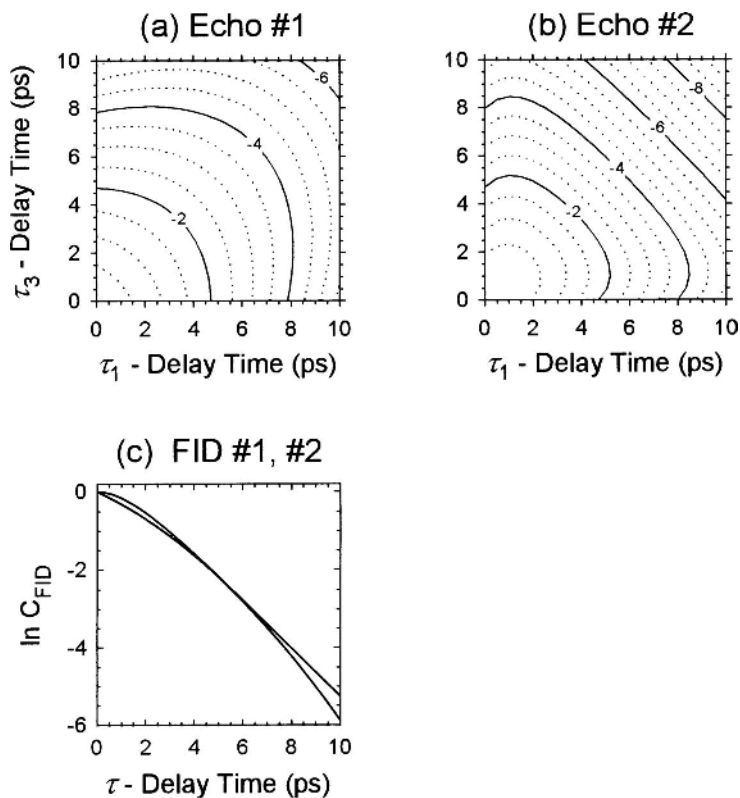 (a) Echo #1
(b) Echo #2
τ₃ - Delay Time (ps)
10
8
6
4
2
0
-6
-4
-2
0 2 4 6 8 10
τ₁ - Delay Time (ps)
10
8
6
4
2
0
-8
-6
-4
-2
0 2 4 6 8 10
τ₁ - Delay Time (ps)
(c) FID #1, #2
ln C_FID
0
-2
-4
-6
0 2 4 6 8 10
τ - Delay Time (ps)